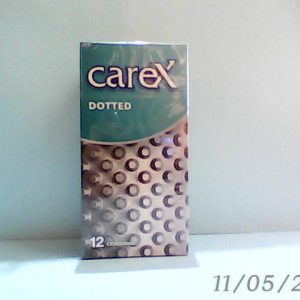 carex
DOTTED
12 CONDOMS
11/05/2